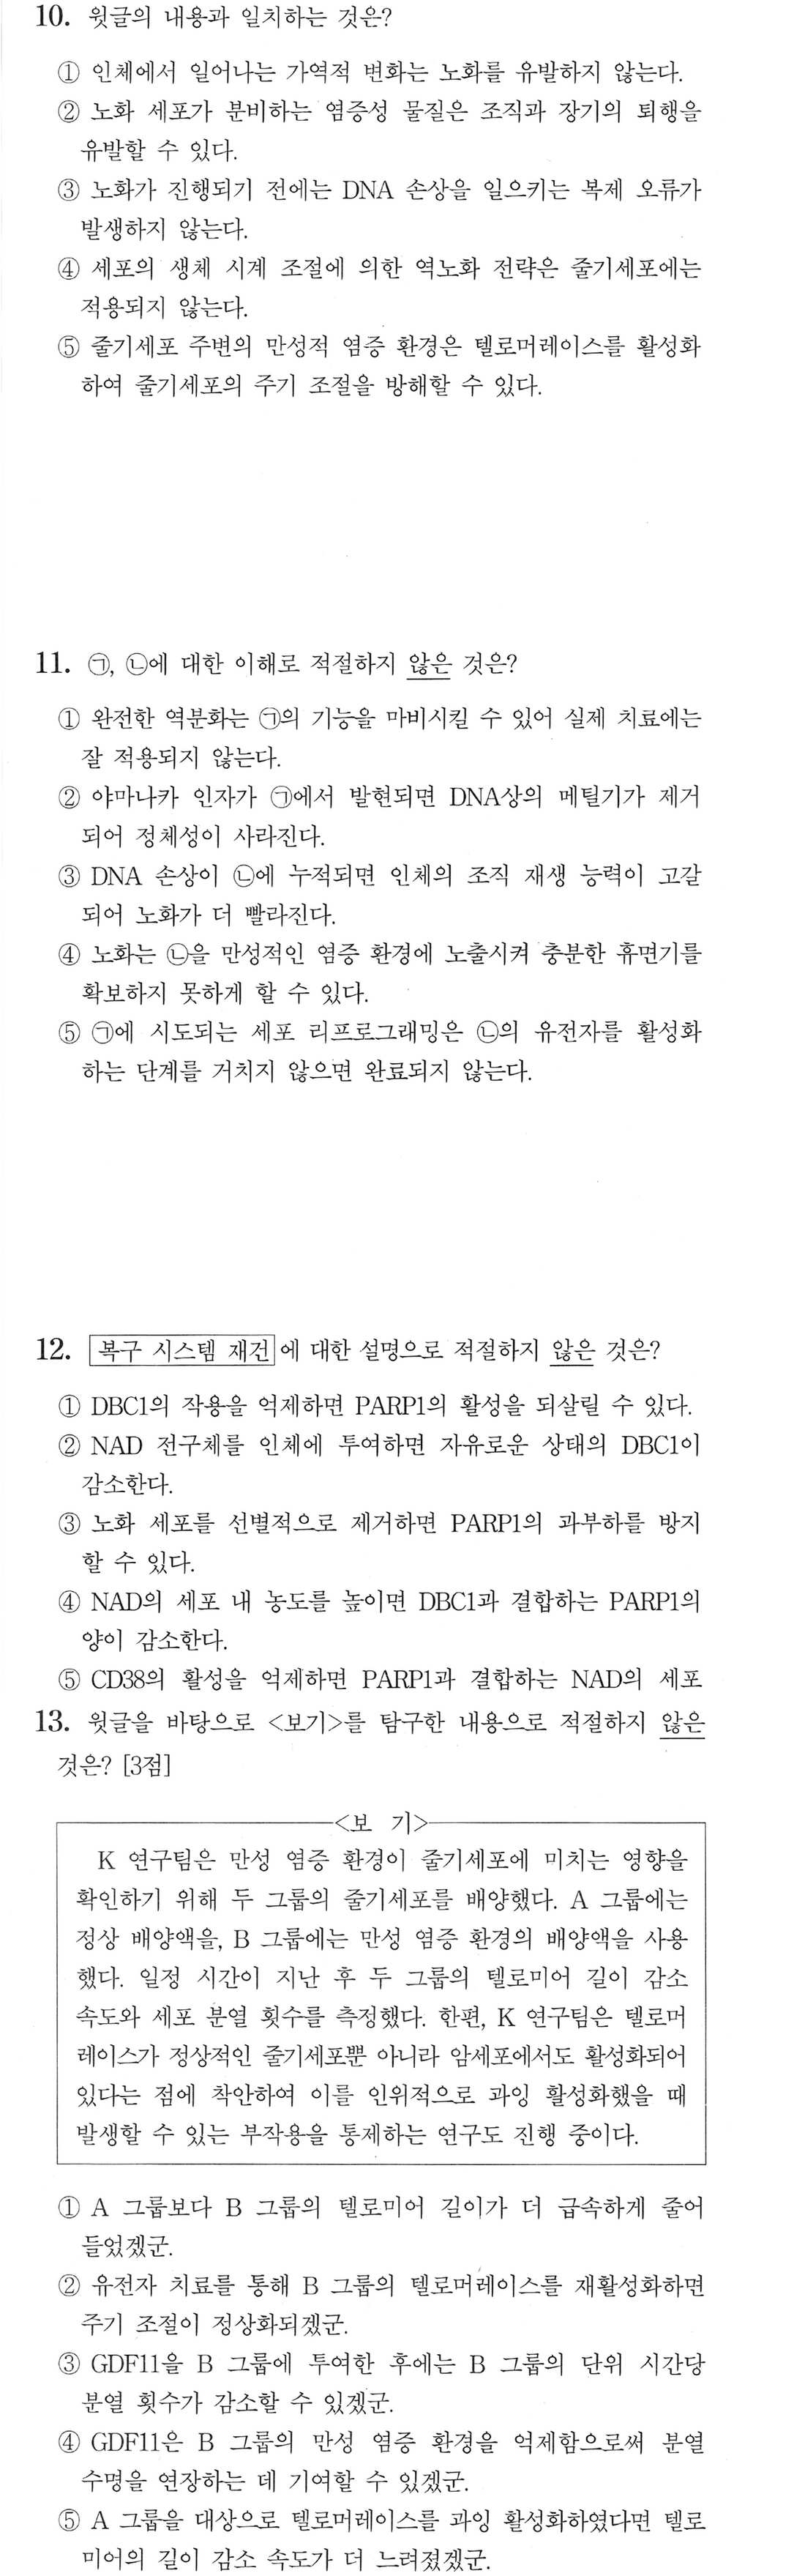 10. 윗글의 내용과 일치하는 것은?
① 인체에서 일어나는 가역적 변화는 노화를 유발하지 않는다.
② 노화 세포가 분비하는 염증성 물질은 조직과 장기의 퇴행을
유발할 수 있다.
③ 노화가 진행되기 전에는 DNA 손상을 일으키는 복제 오류가
발생하지 않는다.
④ 세포의 생체 시계 조절에 의한 역노화 전략은 줄기세포에는
적용되지 않는다.
⑤ 줄기세포 주변의 만성적 염증 환경은 텔로머레이스를 활성화
하여 줄기세포의 주기 조절을 방해할 수 있다.
11. ㉠, ㉡에 대한 이해로 적절하지 않은 것은?
① 완전한 역분화는 ㉠의 기능을 마비시킬 수 있어 실제 치료에는
잘 적용되지 않는다.
② 야마나카 인자가 ㉠에서 발현되면 DNA상의 메틸기가 제거
되어 정체성이 사라진다.
③ DNA 손상이 ㉡에 누적되면 인체의 조직 재생 능력이 고갈
되어 노화가 더 빨라진다.
④ 노화는 ㉡을 만성적인 염증 환경에 노출시켜 충분한 휴면기를
확보하지 못하게 할 수 있다.
⑤ ㉠에 시도되는 세포 리프로그래밍은 ㉡의 유전자를 활성화
하는 단계를 거치지 않으면 완료되지 않는다.
12. 복구 시스템 재건에 대한 설명으로 적절하지 않은 것은?
① DBC1의 작용을 억제하면 PARP1의 활성을 되살릴 수 있다.
② NAD 전구체를 인체에 투여하면 자유로운 상태의 DBC1이
감소한다.
③ 노화 세포를 선별적으로 제거하면 PARP1의 과부하를 방지
할 수 있다.
④ NAD의 세포 내 농도를 높이면 DBC1과 결합하는 PARP1의
양이 감소한다.
⑤ CD38의 활성을 억제하면 PARP1과 결합하는 NAD의 세포
13. 윗글을 바탕으로 <보기>를 탐구한 내용으로 적절하지 않은
것은? [3점]
<보 기>
K 연구팀은 만성 염증 환경이 줄기세포에 미치는 영향을
확인하기 위해 두 그룹의 줄기세포를 배양했다. A 그룹에는
정상 배양액을, B 그룹에는 만성 염증 환경의 배양액을 사용
했다. 일정 시간이 지난 후 두 그룹의 텔로미어 길이 감소
속도와 세포 분열 횟수를 측정했다. 한편, K 연구팀은 텔로머
레이스가 정상적인 줄기세포뿐 아니라 암세포에서도 활성화되어
있다는 점에 착안하여 이를 인위적으로 과잉 활성화했을 때
발생할 수 있는 부작용을 통제하는 연구도 진행 중이다.
① A 그룹보다 B 그룹의 텔로미어 길이가 더 급속하게 줄어
들었겠군.
② 유전자 치료를 통해 B 그룹의 텔로머레이스를 재활성화하면
주기 조절이 정상화되겠군.
③ GDF11을 B 그룹에 투여한 후에는 B 그룹의 단위 시간당
분열 횟수가 감소할 수 있겠군.
④ GDF11은 B 그룹의 만성 염증 환경을 억제함으로써 분열
수명을 연장하는 데 기여할 수 있겠군.
⑤ A 그룹을 대상으로 텔로머레이스를 과잉 활성화하였다면 텔로
미어의 길이 감소 속도가 더 느려졌겠군.